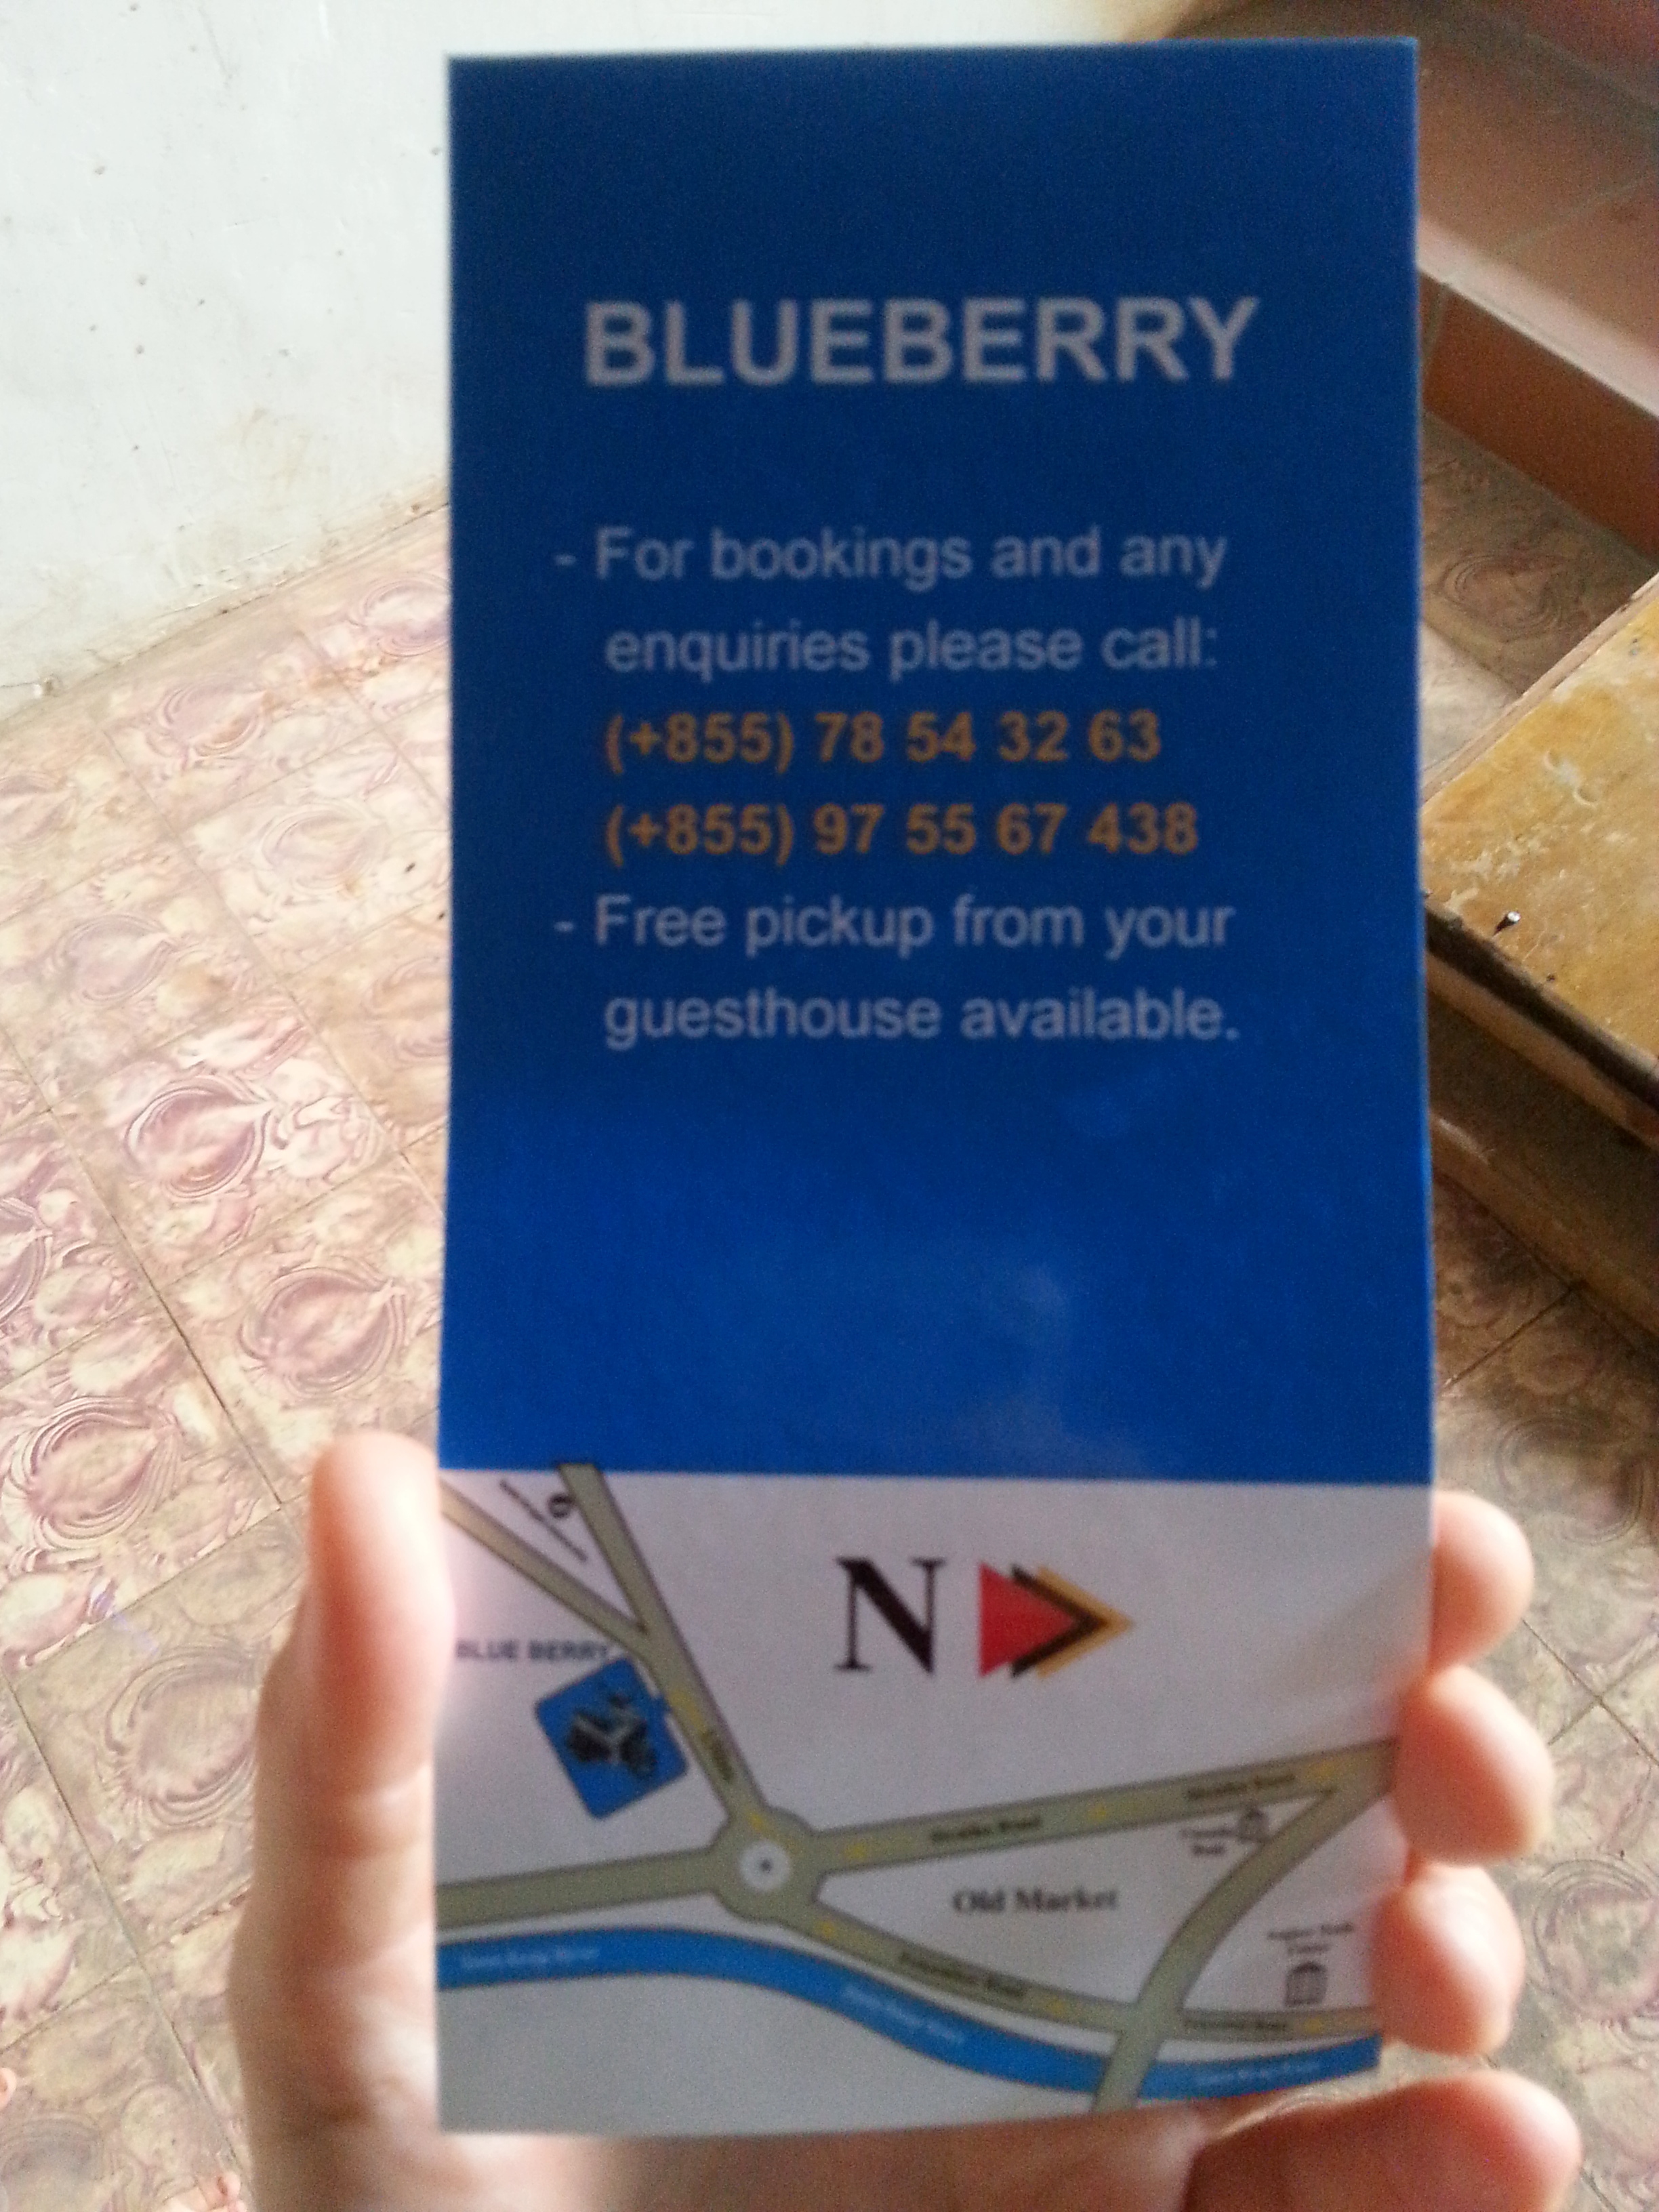 BLUEBERRY
- For bookings and any
enquiries please call:
(+855) 78 54 32 63
(+855) 97 55 67 438
- Free pickup from your
guesthouse available.
N
BLUE BERRY
Old Market